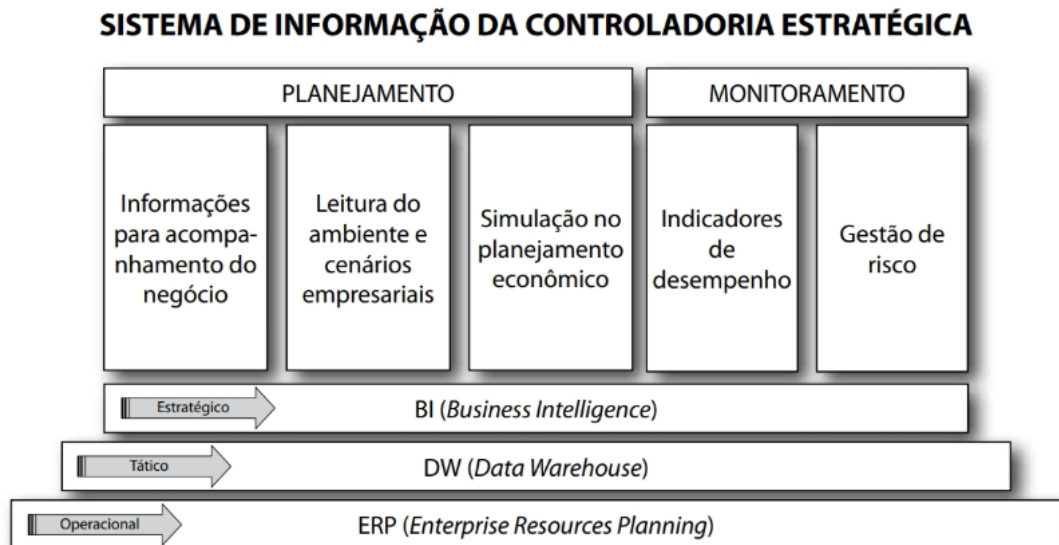 SISTEMA DE INFORMAÇÃO DA CONTROLADORIA ESTRATÉGICA
PLANEJAMENTO
MONITORAMENTO
Informações
para acompa-
nhamento do
negócio
Leitura do
ambiente e
cenários
empresariais
Simulação no
planejamento
econômico
Indicadores
de
desempenho
Gestão de
risco
Estratégico
BI (Business Intelligence)
Tático
DW (Data Warehouse)
Operacional
ERP (Enterprise Resources Planning)